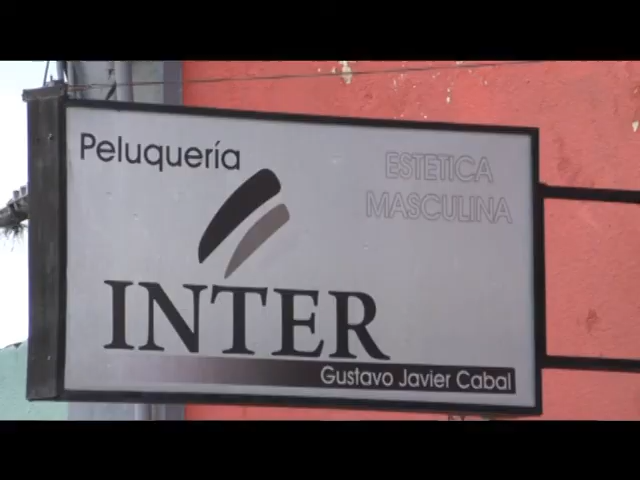 Peluquería
ESTETICA
MASCULINA
INTER
Gustavo Javier Cabal